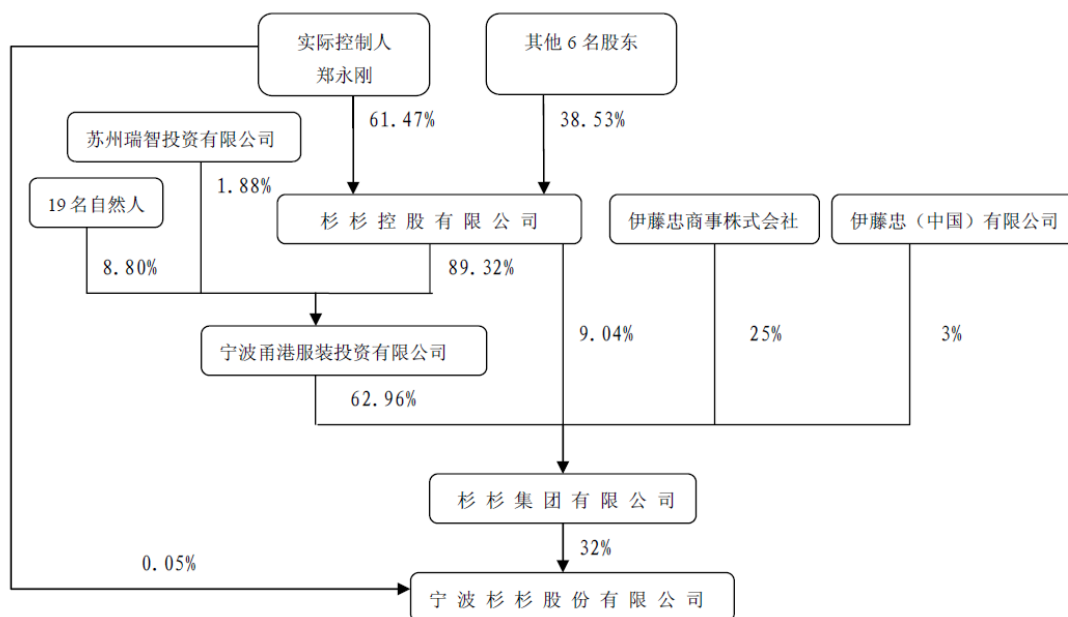 实际控制人
郑永刚
其他 6 名股东
61.47%
38.53%
苏州瑞智投资有限公司
1.88%
19 名自然人
杉 杉 控 股 有 限 公 司
伊藤忠商事株式会社
伊藤忠（中国）有限公司
8.80%
89.32%
9.04%
25%
3%
宁波甬港服装投资有限公司
62.96%
杉 杉 集 团 有 限 公 司
32%
0.05%
宁 波 杉 杉 股 份 有 限 公 司